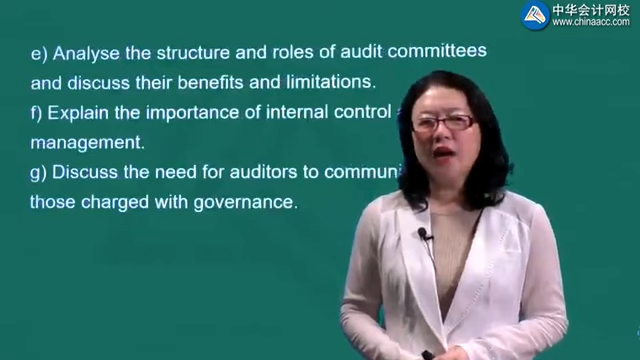 中华会计网校
www.chinaacc.com
e) Analyse the structure and roles of audit committees
and discuss their benefits and limitations.
f) Explain the importance of internal control
management.
g) Discuss the need for auditors to
those charged with governance.